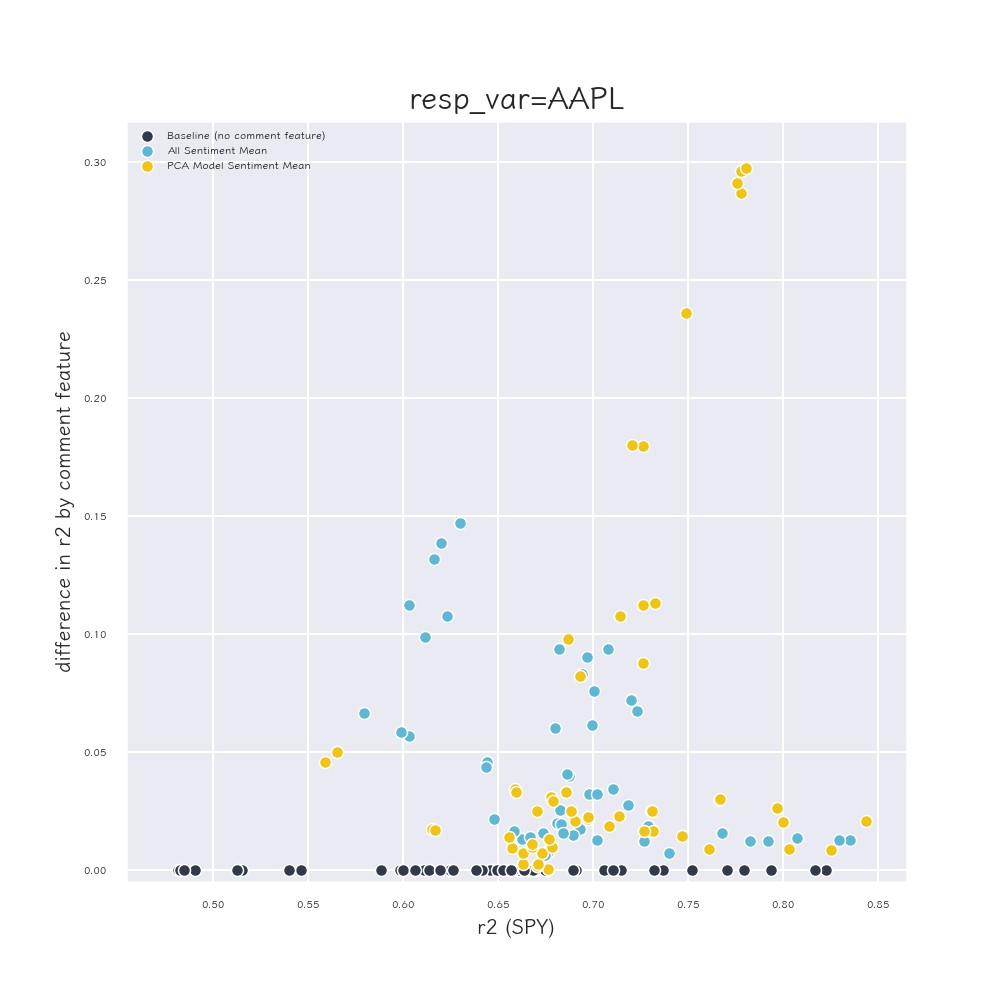 resp_var=AAPL
Baseline (no comment feature)
All Sentiment Mean
PCA Model Sentiment Mean
0.30
0.25
0.20
0.15
0.10
0.05
0.00
difference in r2 by comment feature
0.50 0.55 0.60 0.65 0.70 0.75 0.80 0.85
r2 (SPY)